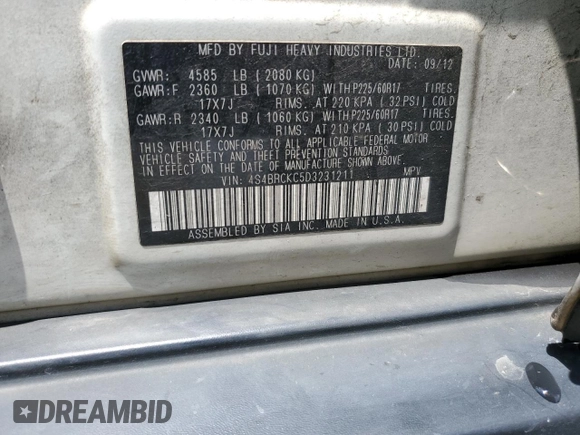 MFD BY FUJI HEAVY INDUSTRIES LTD.
DATE: 09/12
GVWR: 4585 LB ( 2080 KG)
GAWR:F 2360 LB ( 1070 KG) WITH P225/60R17 TIRES.
17X7J RIMS. AT 220 KPA ( 32 PSI) COLD
GAWR:R 2340 LB ( 1060 KG) WITH P225/60R17 TIRES.
17X7J RIMS. AT 210 KPA ( 30 PSI) COLD
THIS VEHICLE CONFORMS TO ALL APPLICABLE FEDERAL MOTOR
VEHICLE SAFETY AND THEFT PREVENTION STANDARDS
IN EFFECT ON THE DATE OF MANUFACTURE SHOWN ABOVE.
VIN: 4S4BRCKC5D3231211 MPV
ASSEMBLED BY SIA INC. MADE IN U.S.A.
DREAMBID